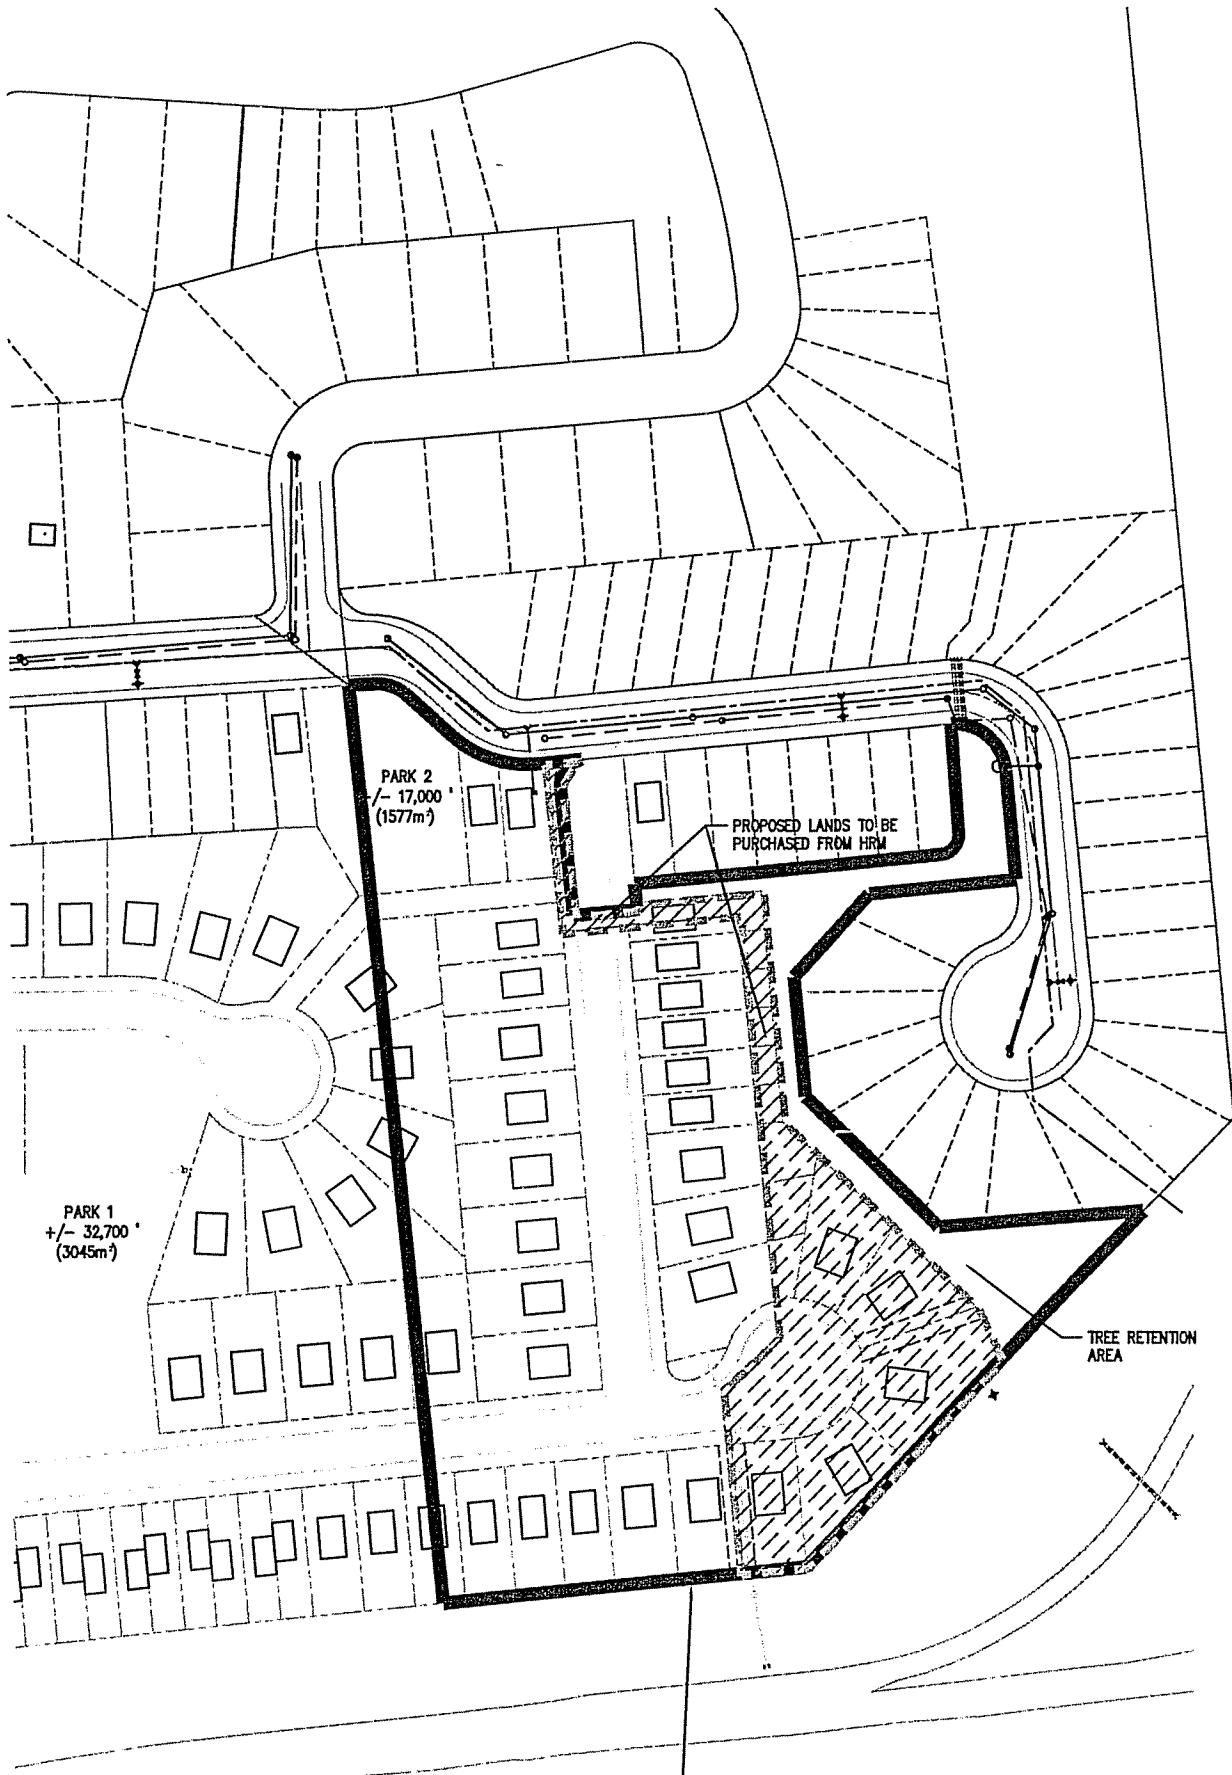 PARK 2
+/- 17,000 '
(1577m²)
PROPOSED LANDS TO BE
PURCHASED FROM HRM
PARK 1
+/- 32,700 '
(3045m²)
TREE RETENTION
AREA